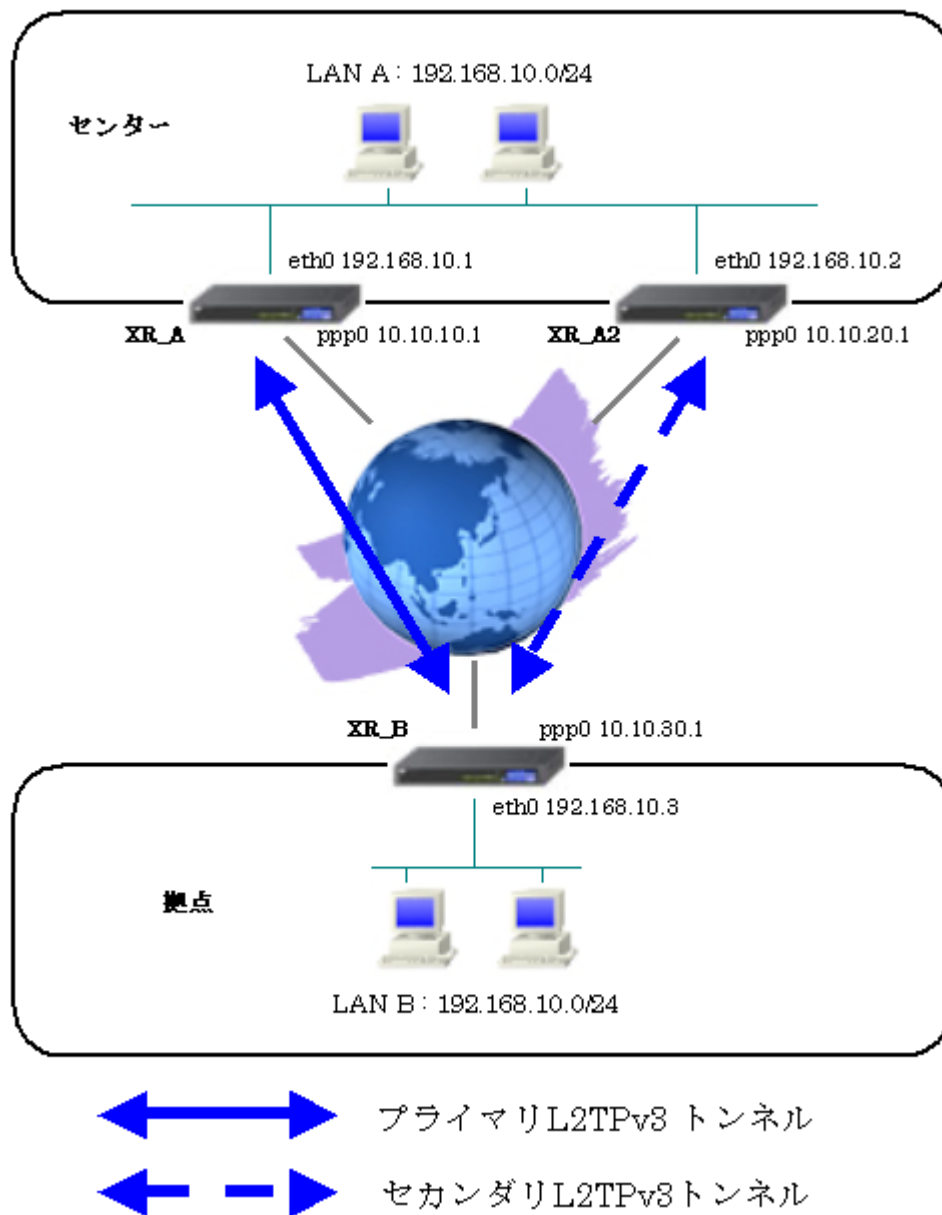 LAN A : 192.168.10.0/24
センター
eth0 192.168.10.1
eth0 192.168.10.2
XR_A
ppp0 10.10.10.1
XR_A2
ppp0 10.10.20.1
XR_B
ppp0 10.10.30.1
eth0 192.168.10.3
拠点
LAN B : 192.168.10.0/24
プライマリL2TPv3 トンネル
セカンダリL2TPv3トンネル